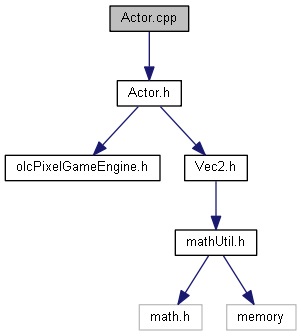 Actor.cpp
Actor.h
olcPixelGameEngine.h
Vec2.h
mathUtil.h
math.h
memory